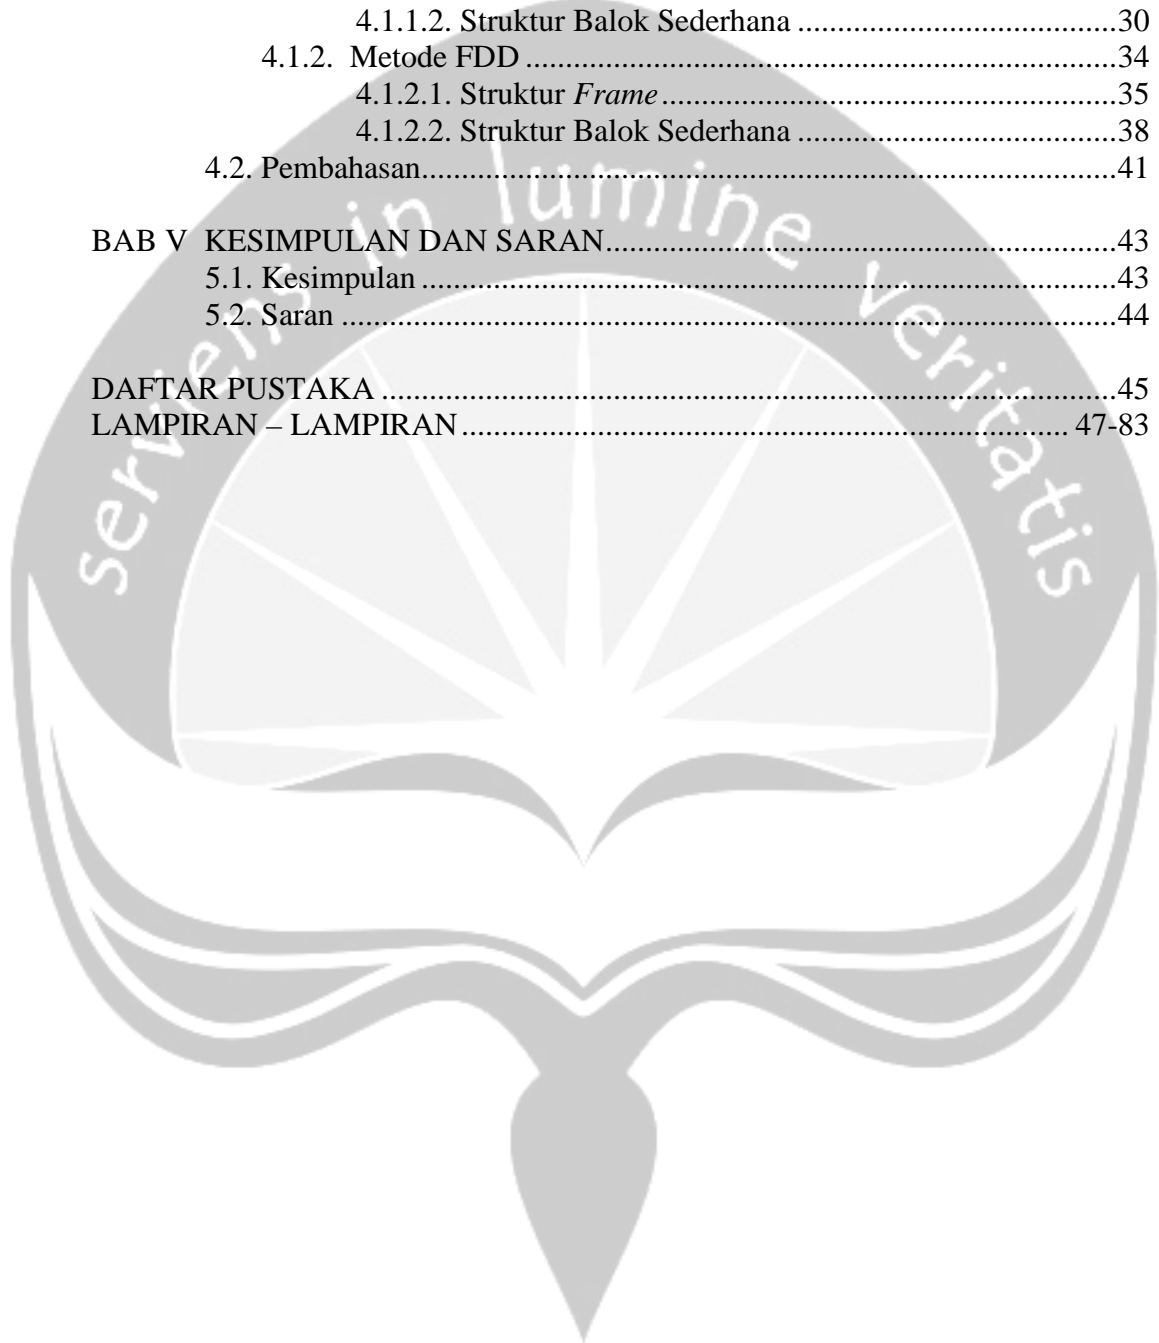 4.1.1.2. Struktur Balok Sederhana ........................................30
4.1.2. Metode FDD ..........................................................................34
4.1.2.1. Struktur Frame.........................................................35
4.1.2.2. Struktur Balok Sederhana ........................................38
4.2. Pembahasan.......................................................................................41
BAB V KESIMPULAN DAN SARAN................................................................43
5.1. Kesimpulan .......................................................................................43
5.2. Saran .................................................................................................44
DAFTAR PUSTAKA ............................................................................................45
LAMPIRAN – LAMPIRAN............................................................................ 47-83
serviens in lumine veritatis